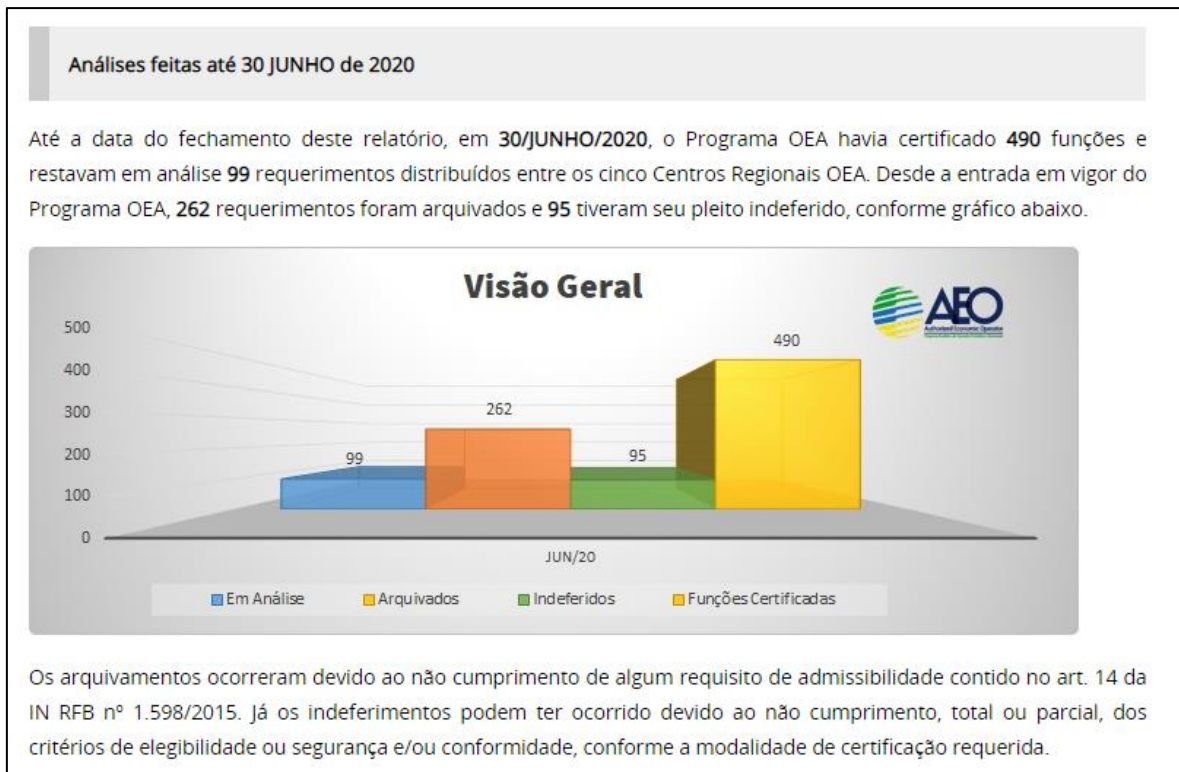 Análises feitas até 30 JUNHO de 2020
Até a data do fechamento deste relatório, em 30/JUNHO/2020, o Programa OEA havia certificado 490 funções e
restavam em análise 99 requerimentos distribuídos entre os cinco Centros Regionais OEA. Desde a entrada em vigor do
Programa OEA, 262 requerimentos foram arquivados e 95 tiveram seu pleito indeferido, conforme gráfico abaixo.
Visão Geral
AEO
Authorized Economic Operator
500
400
300
200
100
0
99
262
95
490
JUN/20
Em Análise
Arquivados
Indeferidos
Funções Certificadas
Os arquivamentos ocorreram devido ao não cumprimento de algum requisito de admissibilidade contido no art. 14 da
IN RFB nº 1.598/2015. Já os indeferimentos podem ter ocorrido devido ao não cumprimento, total ou parcial, dos
critérios de elegibilidade ou segurança e/ou conformidade, conforme a modalidade de certificação requerida.